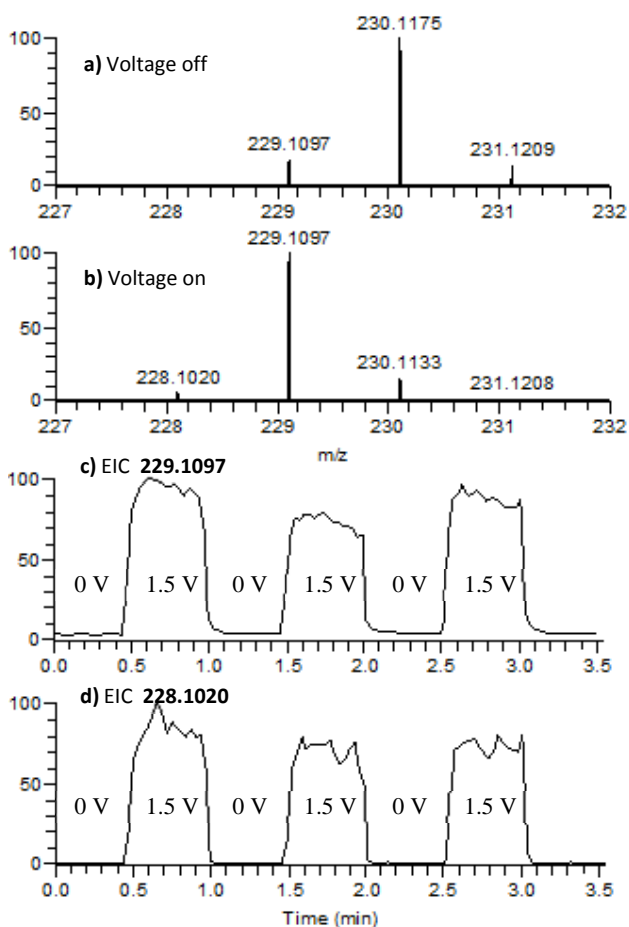 230.1175
100
a) Voltage off
50
229.1097
231.1209
0
227 228 229 230 231 232
229.1097
100
b) Voltage on
50
228.1020
230.1133
231.1208
0
227 228 229 230 231 232
m/z
c) EIC 229.1097
100
50
0 V 1.5 V 0 V 1.5 V 0 V 1.5 V
0
0.0 0.5 1.0 1.5 2.0 2.5 3.0 3.5
d) EIC 228.1020
100
50
0 V 1.5 V 0 V 1.5 V 0 V 1.5 V
0
0.0 0.5 1.0 1.5 2.0 2.5 3.0 3.5
Time (min)